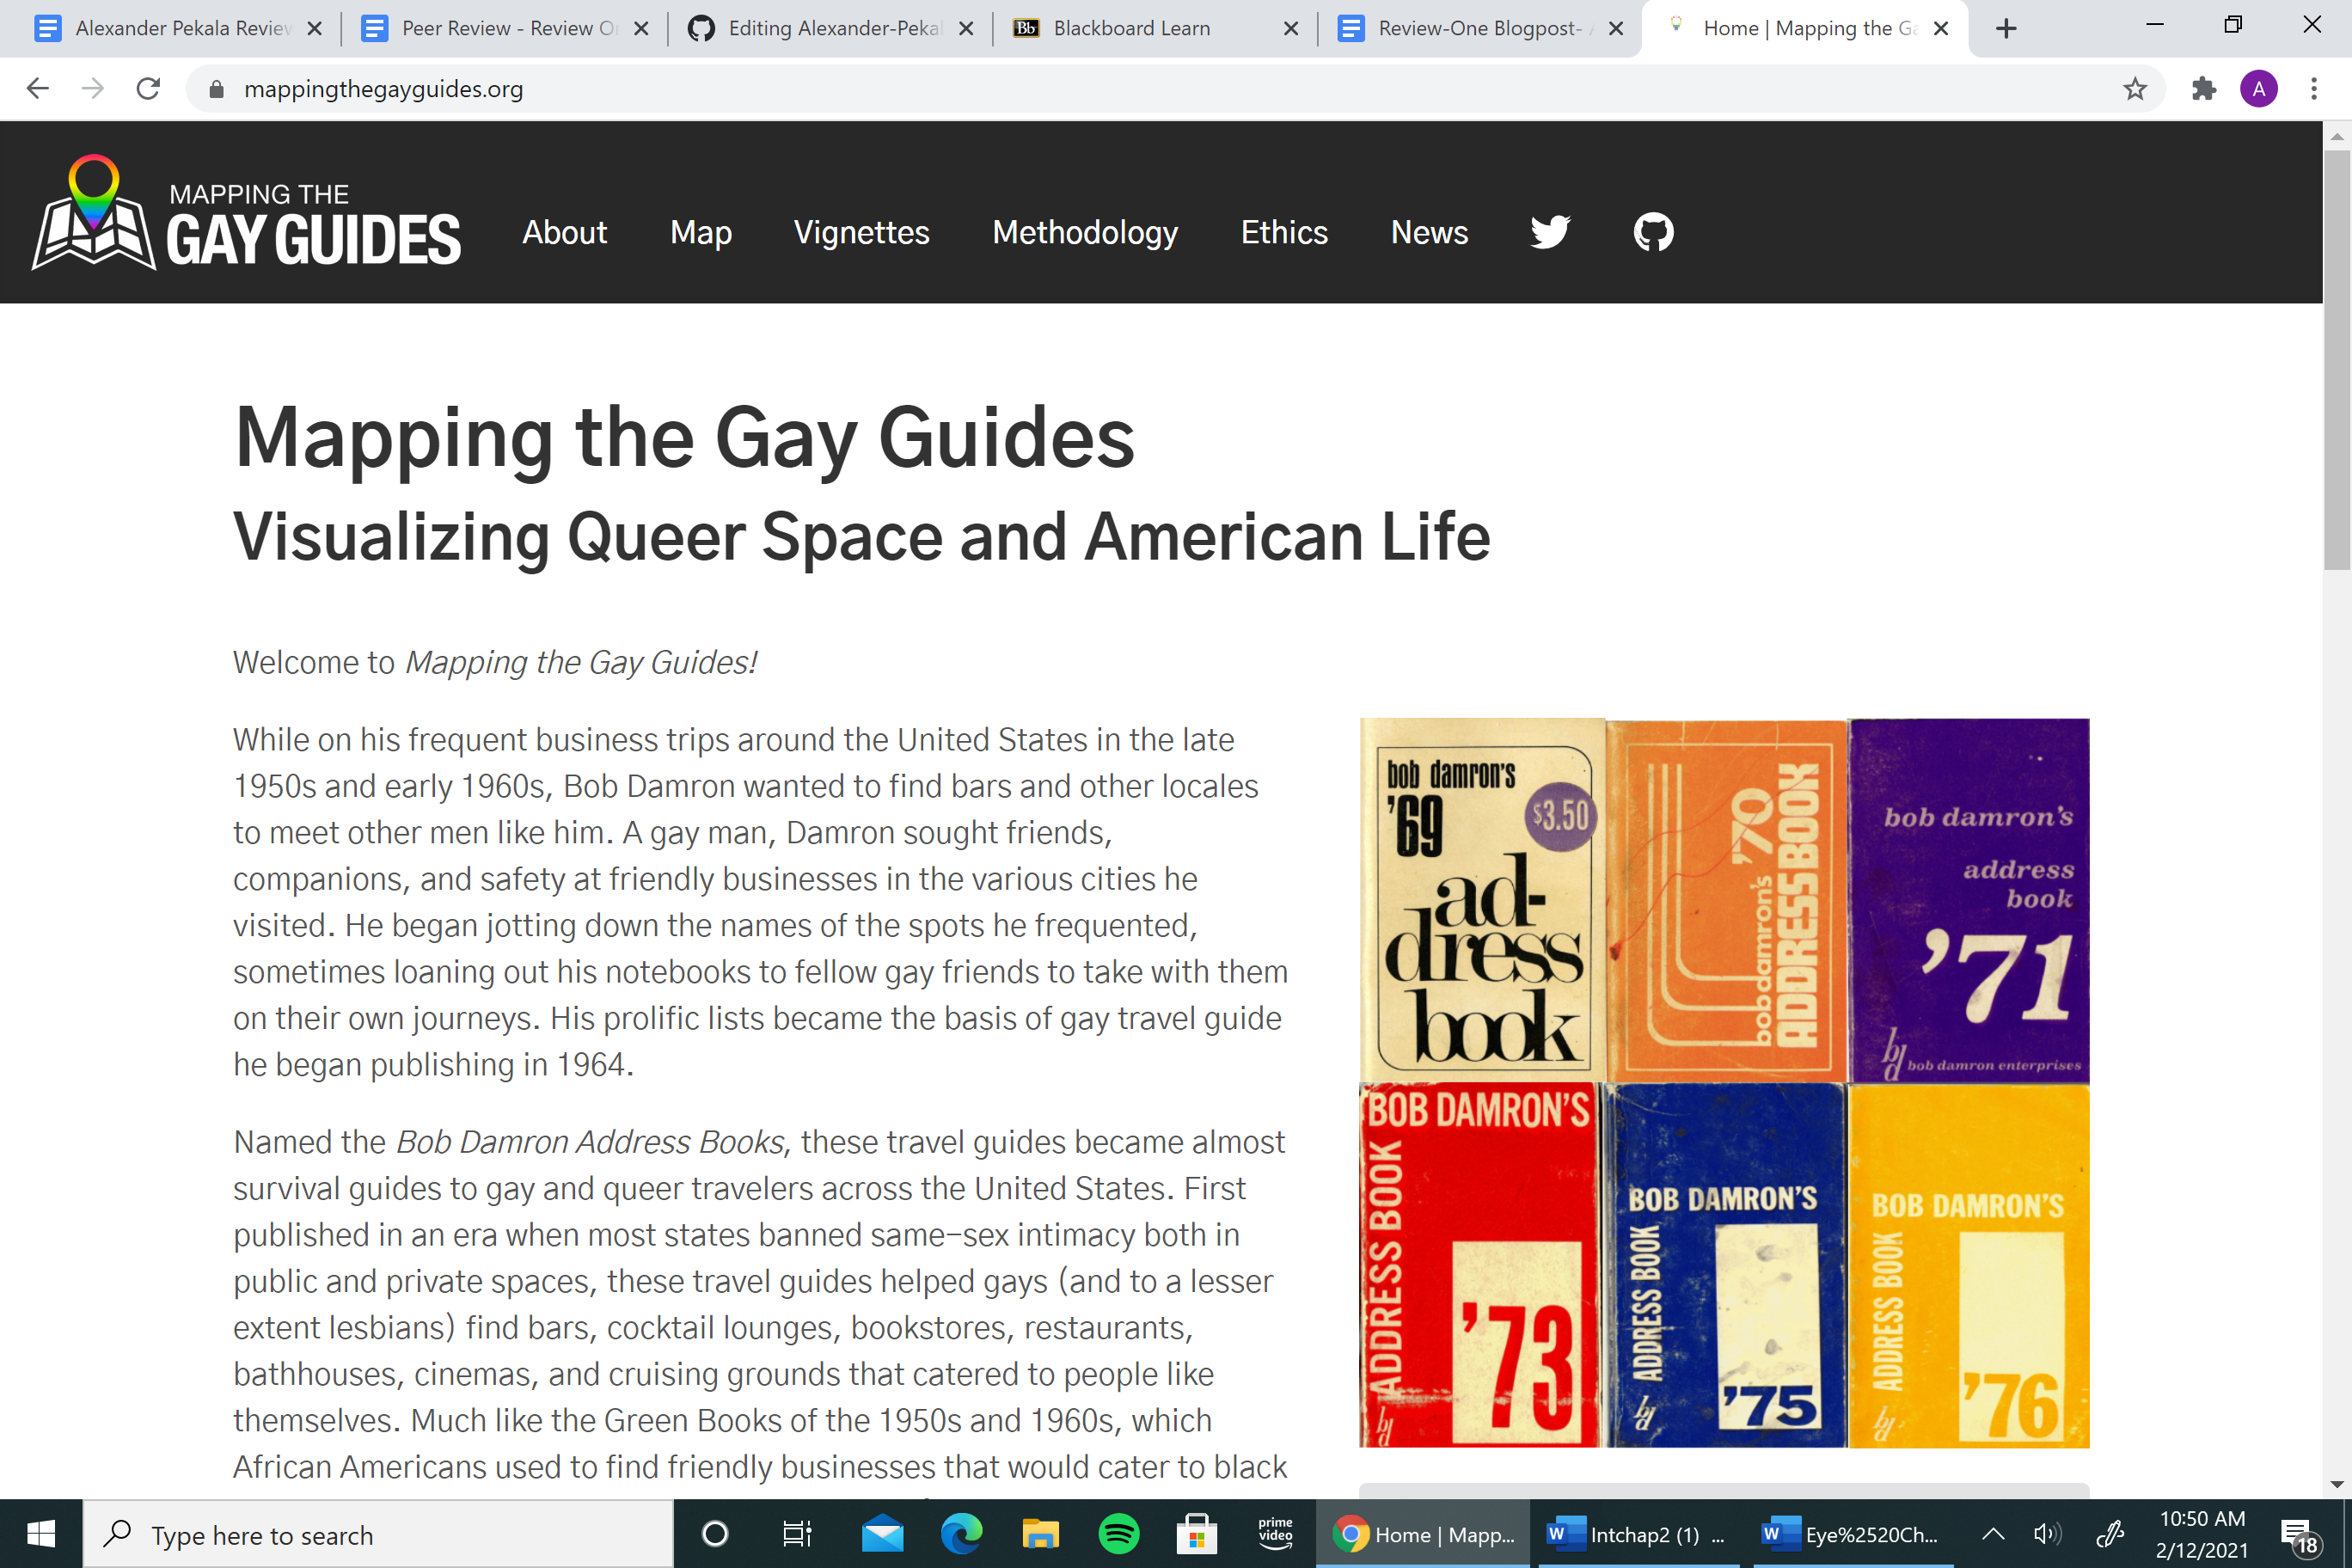 Alexander Pekala Review
Peer Review - Review O
Editing Alexander-Pekal
Bb Blackboard Learn
Review-One Blogpost- A
Home | Mapping the Ga
mappingthegayguides.org
A
MAPPING THE
GAY GUIDES
About Map Vignettes Methodology Ethics News
Mapping the Gay Guides
Visualizing Queer Space and American Life
Welcome to Mapping the Gay Guides!
While on his frequent business trips around the United States in the late
1950s and early 1960s, Bob Damron wanted to find bars and other locales
to meet other men like him. A gay man, Damron sought friends,
companions, and safety at friendly businesses in the various cities he
visited. He began jotting down the names of the spots he frequented,
sometimes loaning out his notebooks to fellow gay friends to take with them
on their own journeys. His prolific lists became the basis of gay travel guide
he began publishing in 1964.
Named the Bob Damron Address Books, these travel guides became almost
survival guides to gay and queer travelers across the United States. First
published in an era when most states banned same-sex intimacy both in
public and private spaces, these travel guides helped gays (and to a lesser
extent lesbians) find bars, cocktail lounges, bookstores, restaurants,
bathhouses, cinemas, and cruising grounds that catered to people like
themselves. Much like the Green Books of the 1950s and 1960s, which
African Americans used to find friendly businesses that would cater to black
bob damron's
'69
$3.50
ad-
dress
book
bobdamron's '70
ADDRESSBOOK
bob damron's
address
book
'71
bd bob damron enterprises
BOB DAMRON'S
ADDRESS BOOK
'73
bd
BOB DAMRON'S
ADDRESS BOOK
'75
bd
BOB DAMRON'S
ADDRESS BOOK
'76
bd
Type here to search
prime
video
Home | Mapp...
W Intchap2 (1) ...
W Eye%2520Ch...
10:50 AM
2/12/2021
18